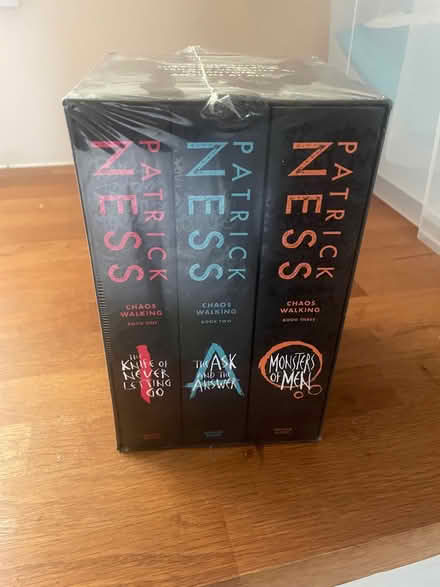 PATRICK
NESS
CHAOS
WALKING
BOOK ONE
THE
KNIFE OF
NEVER
LETTING
GO
PATRICK
NESS
CHAOS
WALKING
BOOK TWO
THE ASK
AND THE
ANSWER
PATRICK
NESS
CHAOS
WALKING
BOOK THREE
MONSTERS
OF MEN